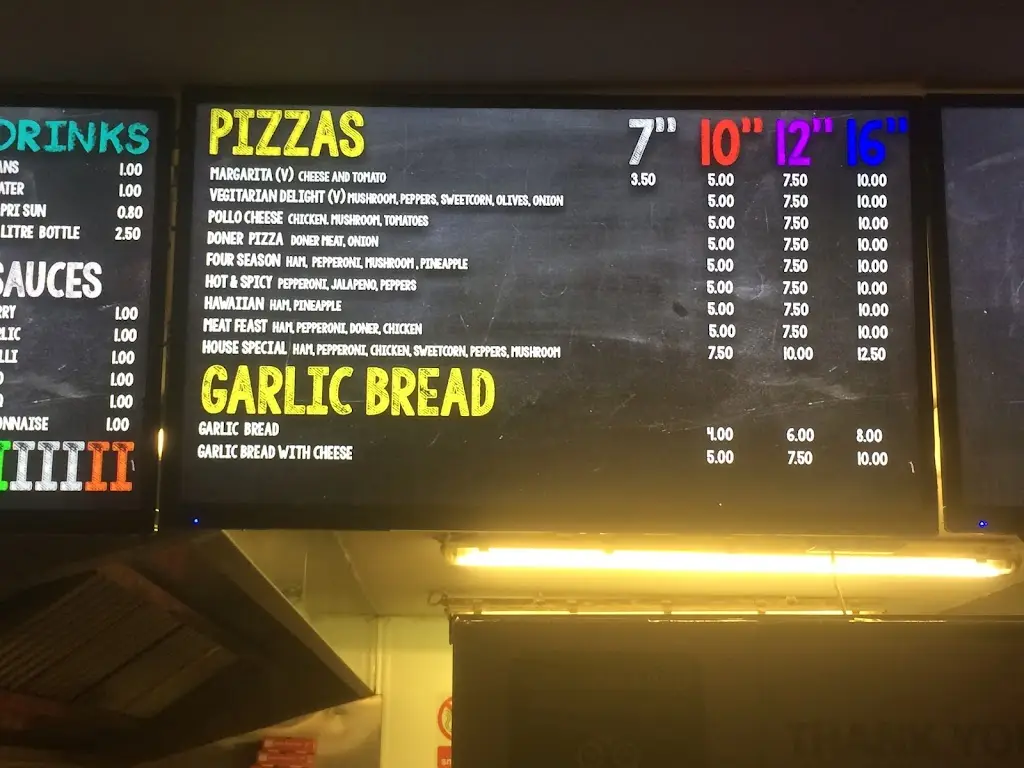 DRINKS
ANS 1.00
ATER 1.00
PRI SUN 0.80
LITRE BOTTLE 2.50
SAUCES
RRY 1.00
RLIC 1.00
LLI 1.00
1.00
Q 1.00
ONNAISE 1.00
PIZZAS 7" 10" 12" 16"
MARGARITA (V) CHEESE AND TOMATO 3.50 5.00 7.50 10.00
VEGITARIAN DELIGHT (V) MUSHROOM, PEPPERS, SWEETCORN, OLIVES, ONION 5.00 7.50 10.00
POLLO CHEESE CHICKEN, MUSHROOM, TOMATOES 5.00 7.50 10.00
DONER PIZZA DONER MEAT, ONION 5.00 7.50 10.00
FOUR SEASON HAM, PEPPERONI, MUSHROOM , PINEAPPLE 5.00 7.50 10.00
HOT & SPICY PEPPERONI, JALAPENO, PEPPERS 5.00 7.50 10.00
HAWAIIAN HAM, PINEAPPLE 5.00 7.50 10.00
MEAT FEAST HAM, PEPPERONI, DONER, CHICKEN 5.00 7.50 10.00
HOUSE SPECIAL HAM, PEPPERONI, CHICKEN, SWEETCORN, PEPPERS, MUSHROOM 7.50 10.00 12.50
GARLIC BREAD
GARLIC BREAD 4.00 6.00 8.00
GARLIC BREAD WITH CHEESE 5.00 7.50 10.00
THANK YOU